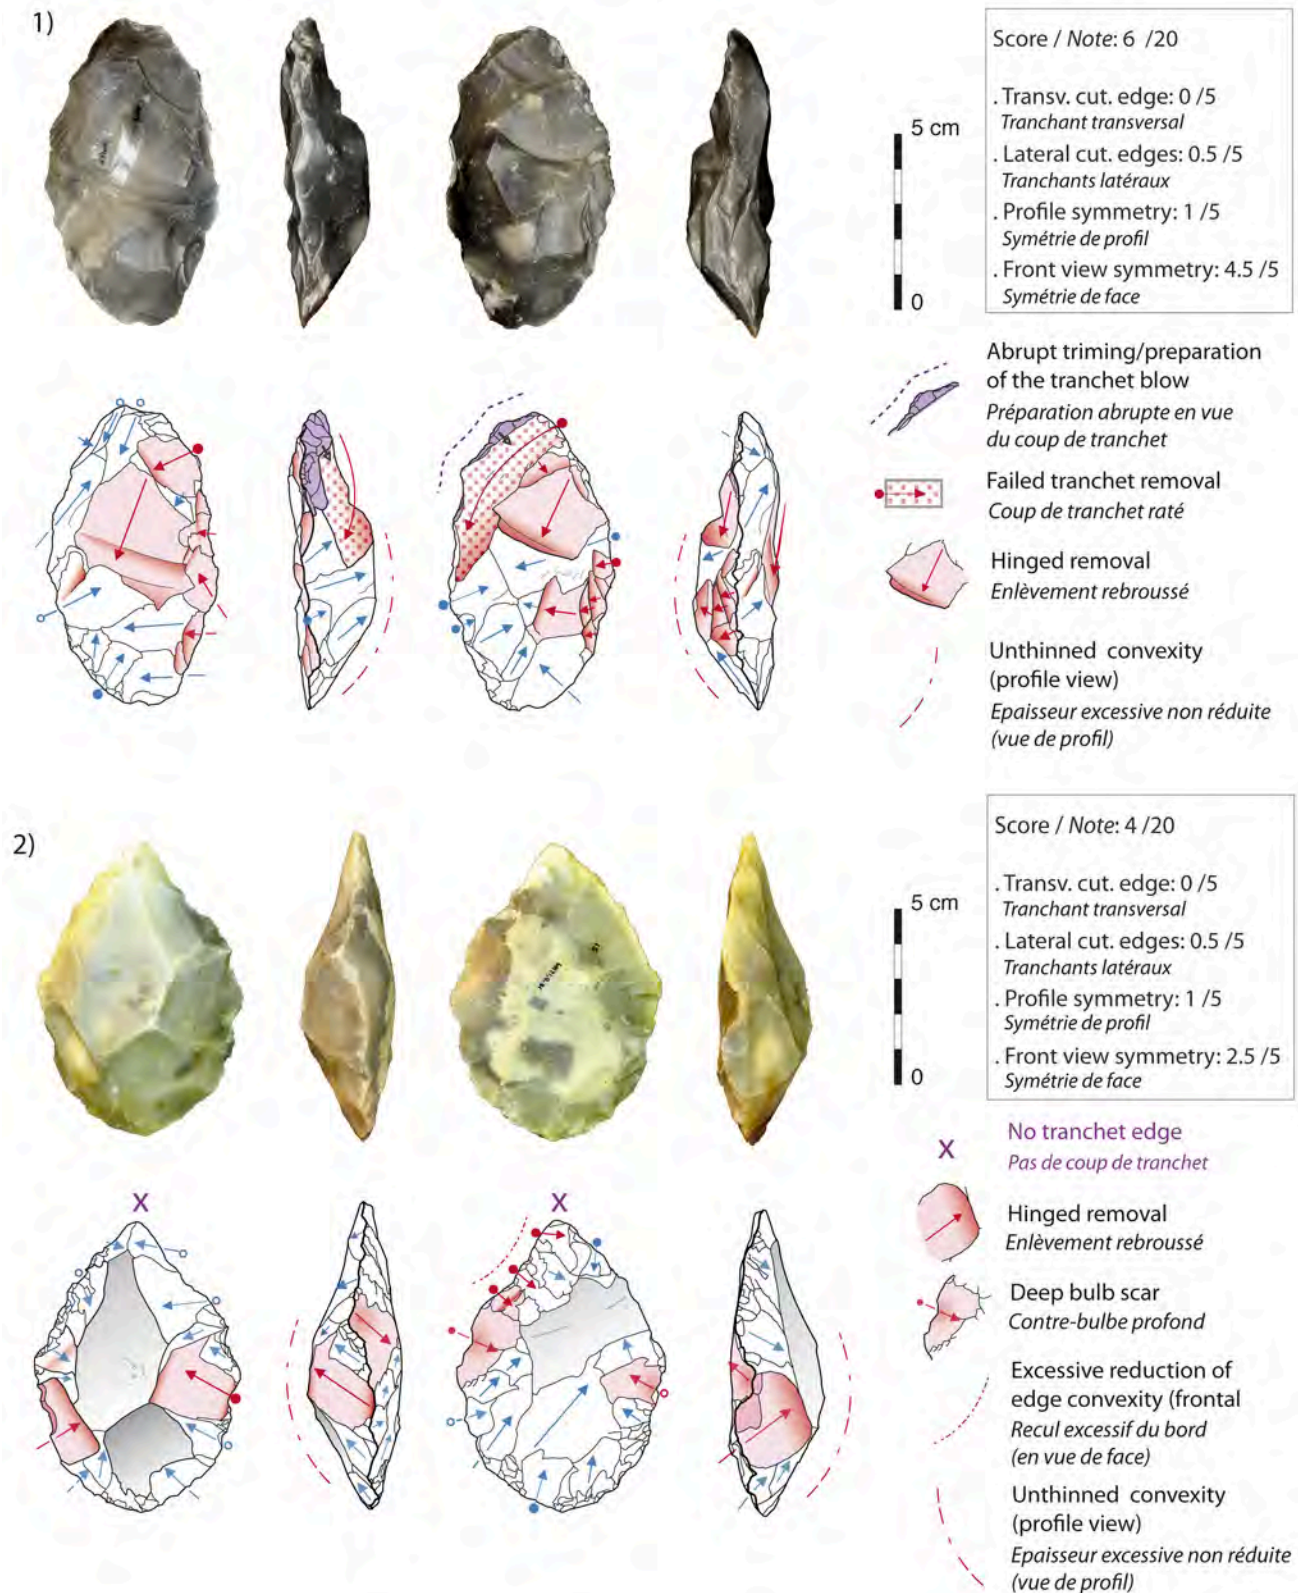 1)
Score / Note: 6 /20
. Transv. cut. edge: 0 /5
Tranchant transversal
. Lateral cut. edges: 0.5 /5
Tranchants latéraux
. Profile symmetry: 1 /5
Symétrie de profil
. Front view symmetry: 4.5 /5
Symétrie de face
5 cm
0
Abrupt triming/preparation
of the tranchet blow
Préparation abrupte en vue
du coup de tranchet
Failed tranchet removal
Coup de tranchet raté
Hinged removal
Enlèvement rebroussé
Unthinned convexity
(profile view)
Epaisseur excessive non réduite
(vue de profil)
2)
Score / Note: 4 /20
. Transv. cut. edge: 0 /5
Tranchant transversal
. Lateral cut. edges: 0.5 /5
Tranchants latéraux
. Profile symmetry: 1 /5
Symétrie de profil
. Front view symmetry: 2.5 /5
Symétrie de face
5 cm
0
X
X
X
No tranchet edge
Pas de coup de tranchet
Hinged removal
Enlèvement rebroussé
Deep bulb scar
Contre-bulbe profond
Excessive reduction of
edge convexity (frontal
Recul excessif du bord
(en vue de face)
Unthinned convexity
(profile view)
Epaisseur excessive non réduite
(vue de profil)